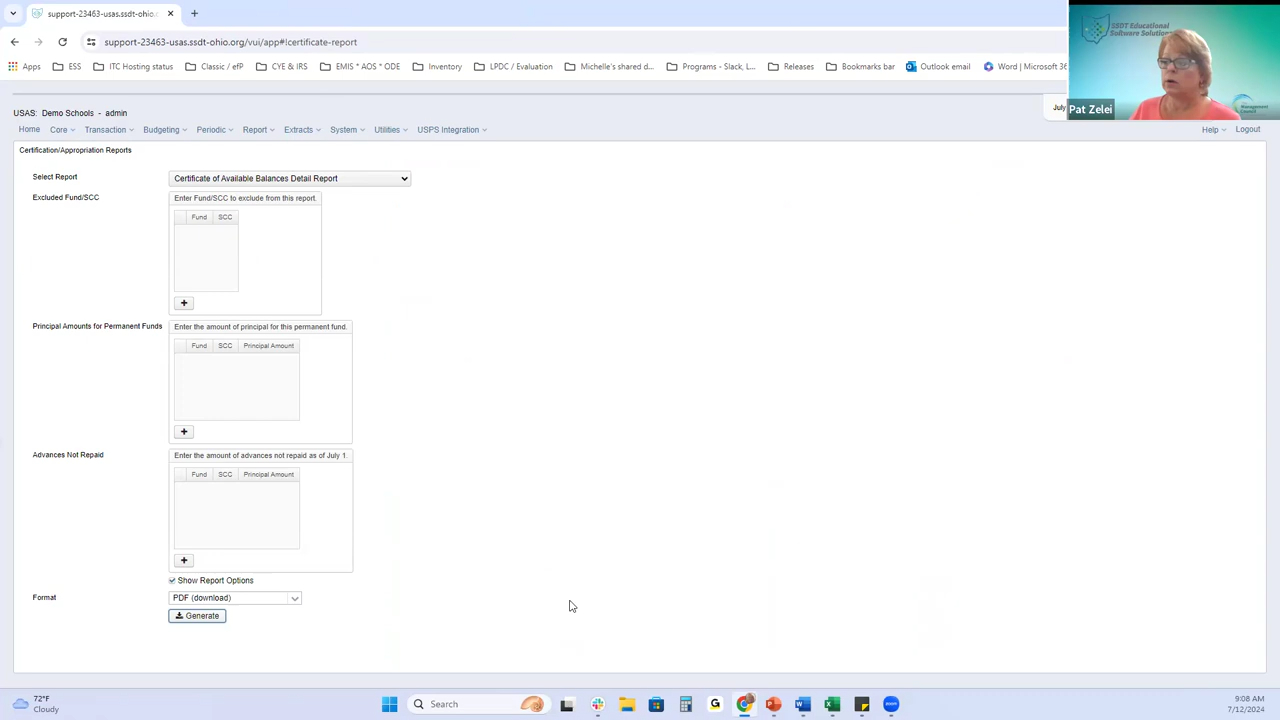 support-23463-usas.ssdt-ohio.o
support-23463-usas.ssdt-ohio.org/vui/app#!certificate-report
Apps ESS ITC Hosting status Classic / efP CYE & IRS EMIS * AOS * ODE Inventory LPDC / Evaluation Michelle's shared d... Programs - Slack, L... Releases Bookmarks bar Outlook email Word | Microsoft 36
SSDT Educational
Software Solutions
Management
Council
Pat Zelei
July
USAS: Demo Schools - admin
Home Core Transaction Budgeting Periodic Report Extracts System Utilities USPS Integration Help Logout
Certification/Appropriation Reports
Select Report Certificate of Available Balances Detail Report
Excluded Fund/SCC Enter Fund/SCC to exclude from this report.
Fund SCC
+
Principal Amounts for Permanent Funds Enter the amount of principal for this permanent fund.
Fund SCC Principal Amount
+
Advances Not Repaid Enter the amount of advances not repaid as of July 1.
Fund SCC Principal Amount
+
Show Report Options
Format PDF (download)
Generate
72°F
Cloudy
Search
9:08 AM
7/12/2024